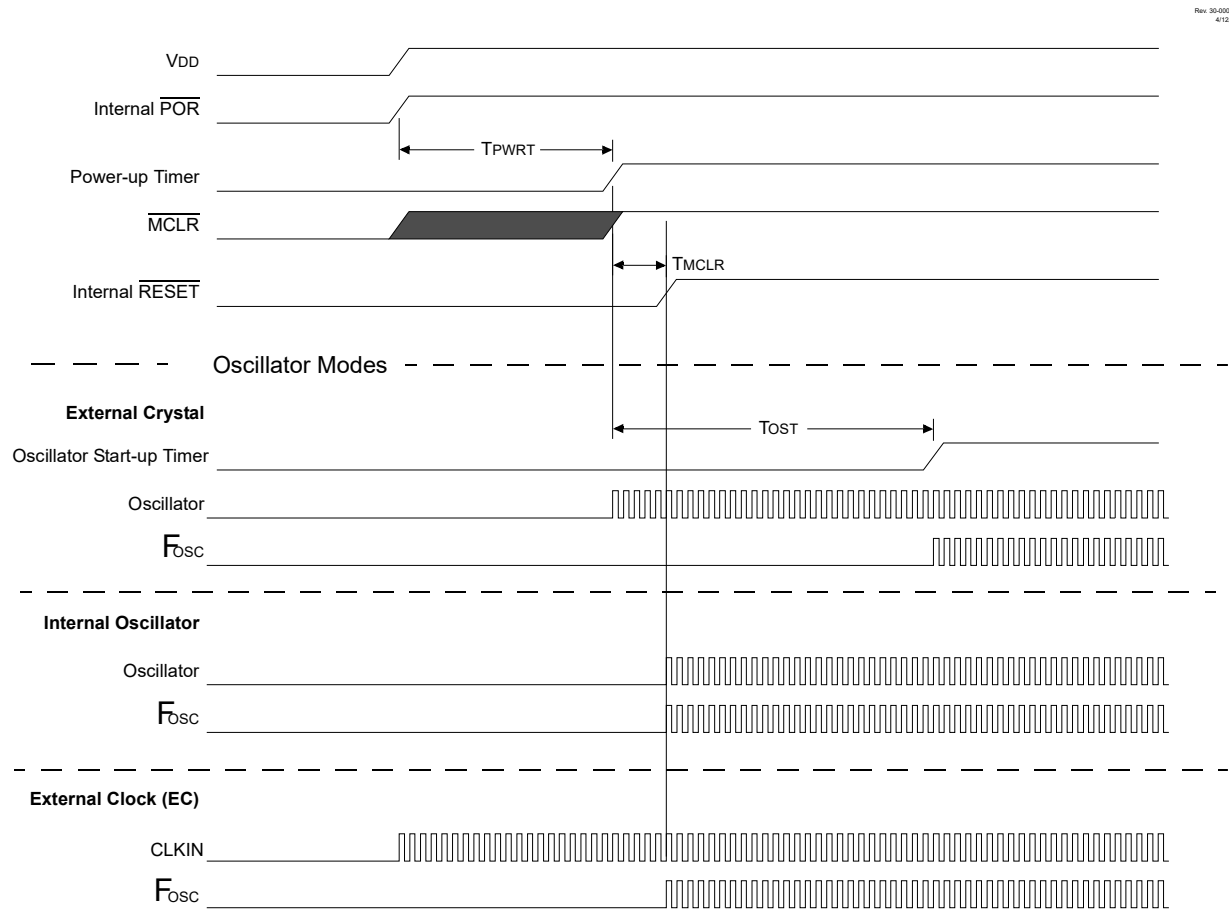 Rev. 30-000
4/12
VDD
Internal POR
TPWRT
Power-up Timer
MCLR
TMCLR
Internal RESET
Oscillator Modes
External Crystal
TOST
Oscillator Start-up Timer
Oscillator
FOSC
Internal Oscillator
Oscillator
FOSC
External Clock (EC)
CLKIN
FOSC